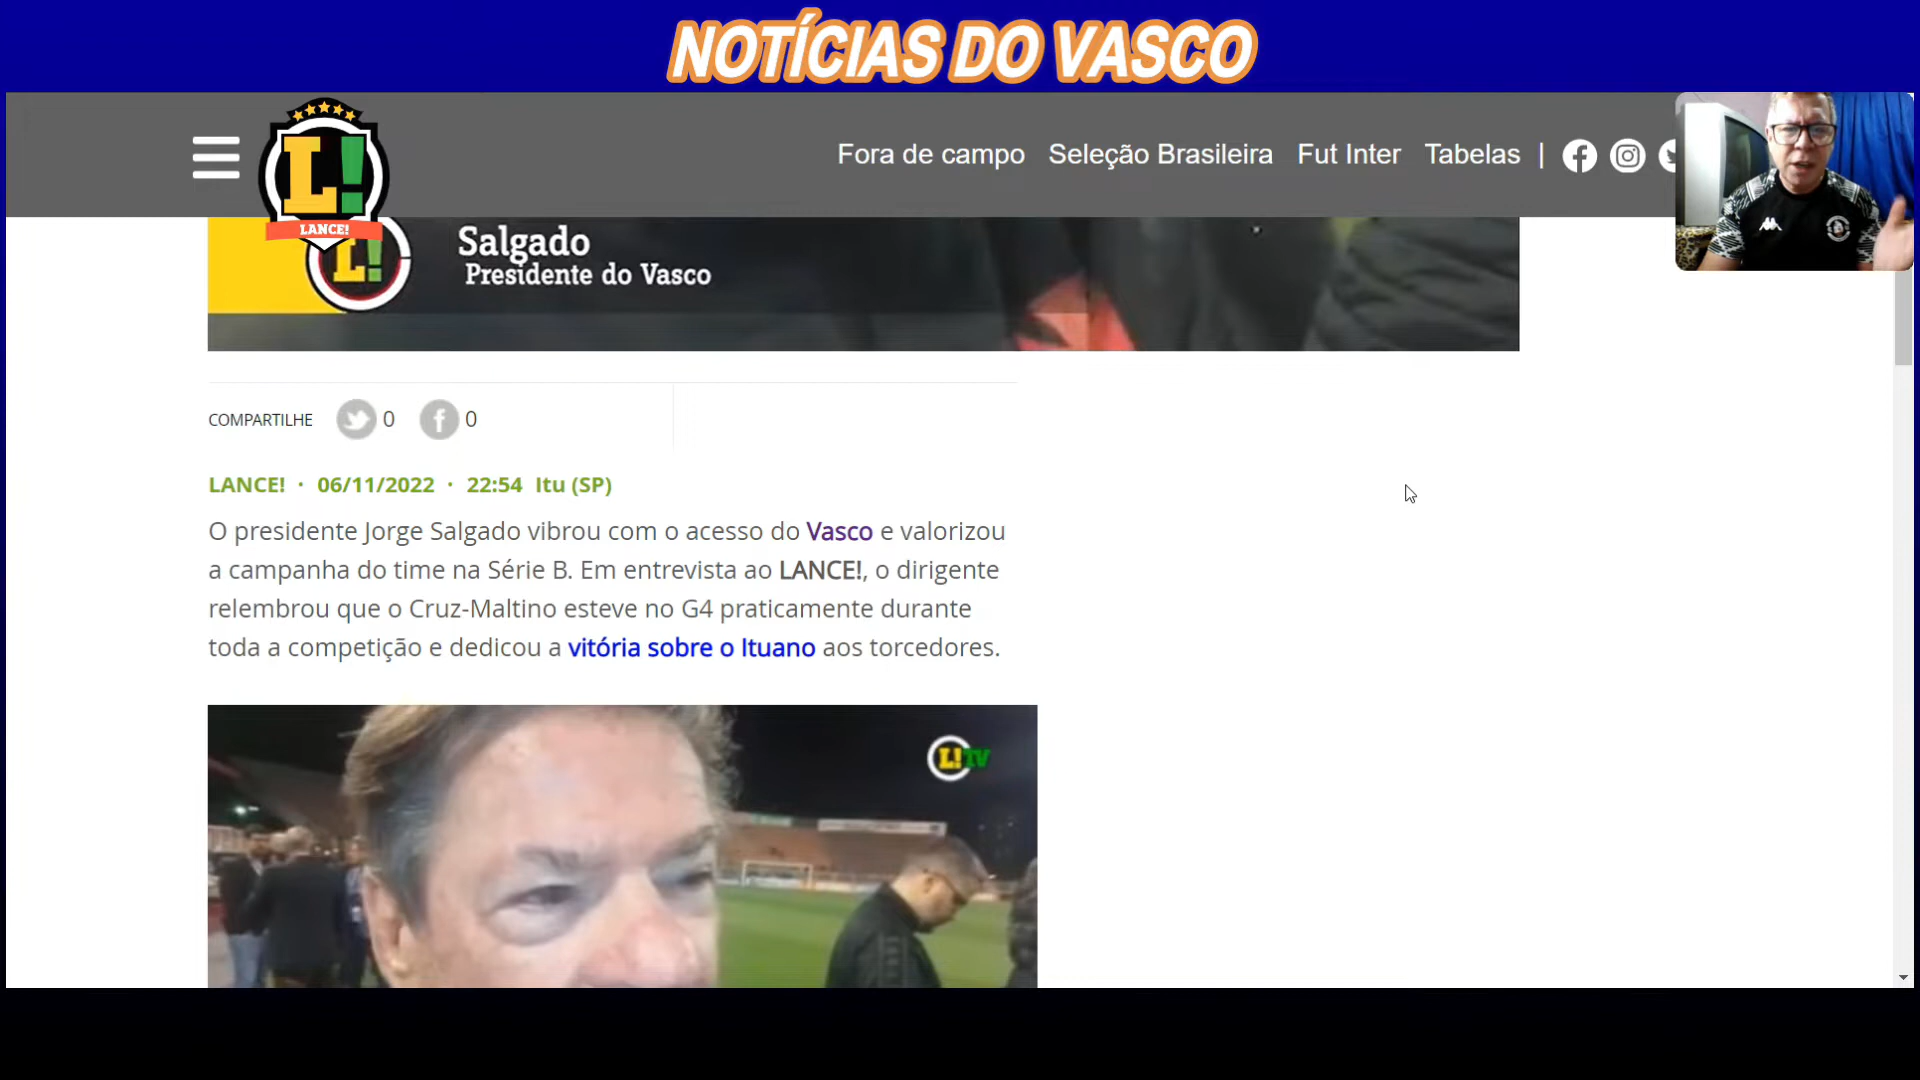 NOTÍCIAS DO VASCO
L!
LANCE!
Fora de campo Seleção Brasileira Fut Inter Tabelas |
L!
Salgado
Presidente do Vasco
COMPARTILHE 0 0
LANCE! · 06/11/2022 · 22:54 Itu (SP)
O presidente Jorge Salgado vibrou com o acesso do Vasco e valorizou
a campanha do time na Série B. Em entrevista ao LANCE!, o dirigente
relembrou que o Cruz-Maltino esteve no G4 praticamente durante
toda a competição e dedicou a vitória sobre o Ituano aos torcedores.
L!TV